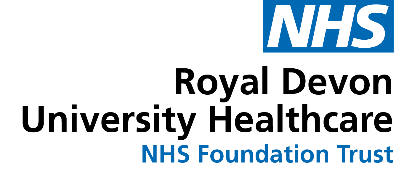 NHS
Royal Devon
University Healthcare
NHS Foundation Trust